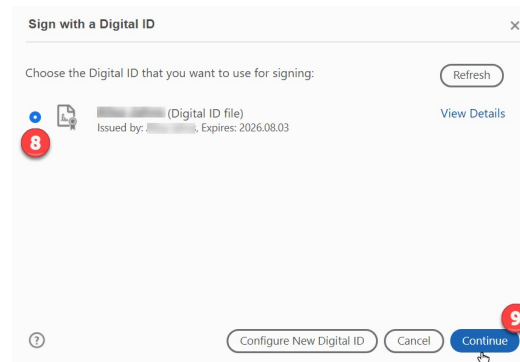 Sign with a Digital ID
Choose the Digital ID that you want to use for signing:
Refresh
(Digital ID file)
View Details
Issued by: , Expires: 2026.08.03
8
9
?
Configure New Digital ID
Cancel
Continue